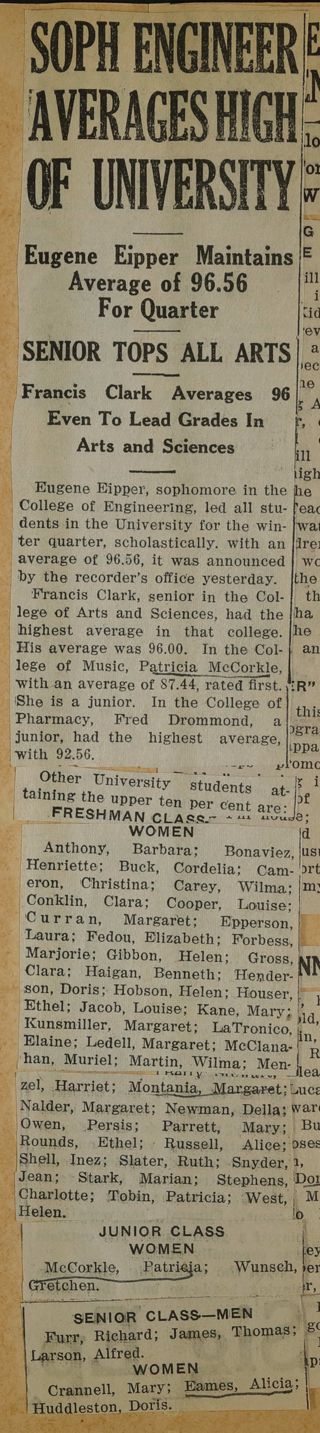 SOPH ENGINEER
AVERAGES HIGH
OF UNIVERSITY
Eugene Eipper Maintains
Average of 96.56
For Quarter
SENIOR TOPS ALL ARTS
Francis Clark Averages 96
Even To Lead Grades In
Arts and Sciences
Eugene Eipper, sophomore in the
College of Engineering, led all stu-
dents in the University for the win-
ter quarter, scholastically. with an
average of 96.56, it was announced
by the recorder's office yesterday.
Francis Clark, senior in the Col-
lege of Arts and Sciences, had the
highest average in that college.
His average was 96.00. In the Col-
lege of Music, Patricia McCorkle,
with an average of 87.44, rated first.
She is a junior. In the College of
Pharmacy, Fred Drommond, a
junior, had the highest average,
with 92.56.
Other University students at-
taining the upper ten per cent are:
FRESHMAN CLASS
WOMEN
Anthony, Barbara; Bonaviez,
Henriette; Buck, Cordelia; Cam-
eron, Christina; Carey, Wilma;
Conklin, Clara; Cooper, Louise;
Curran, Margaret; Epperson,
Laura; Fedou, Elizabeth; Forbess,
Marjorie; Gibbon, Helen; Gross,
Clara; Haigan, Benneth; Hender-
son, Doris; Hobson, Helen; Houser,
Ethel; Jacob, Louise; Kane, Mary;
Kunsmiller, Margaret; LaTronico,
Elaine; Ledell, Margaret; McClana-
han, Muriel; Martin, Wilma; Men-
zel, Harriet; Montania, Margaret;
Nalder, Margaret; Newman, Della;
Owen, Persis; Parrett, Mary;
Rounds, Ethel; Russell, Alice;
Shell, Inez; Slater, Ruth; Snyder,
Jean; Stark, Marian; Stephens,
Charlotte; Tobin, Patricia; West,
Helen.
JUNIOR CLASS
WOMEN
McCorkle, Patricia; Wunsch,
Gretchen.
SENIOR CLASS—MEN
Furr, Richard; James, Thomas;
Larson, Alfred.
WOMEN
Crannell, Mary; Eames, Alicia;
Huddleston, Doris.